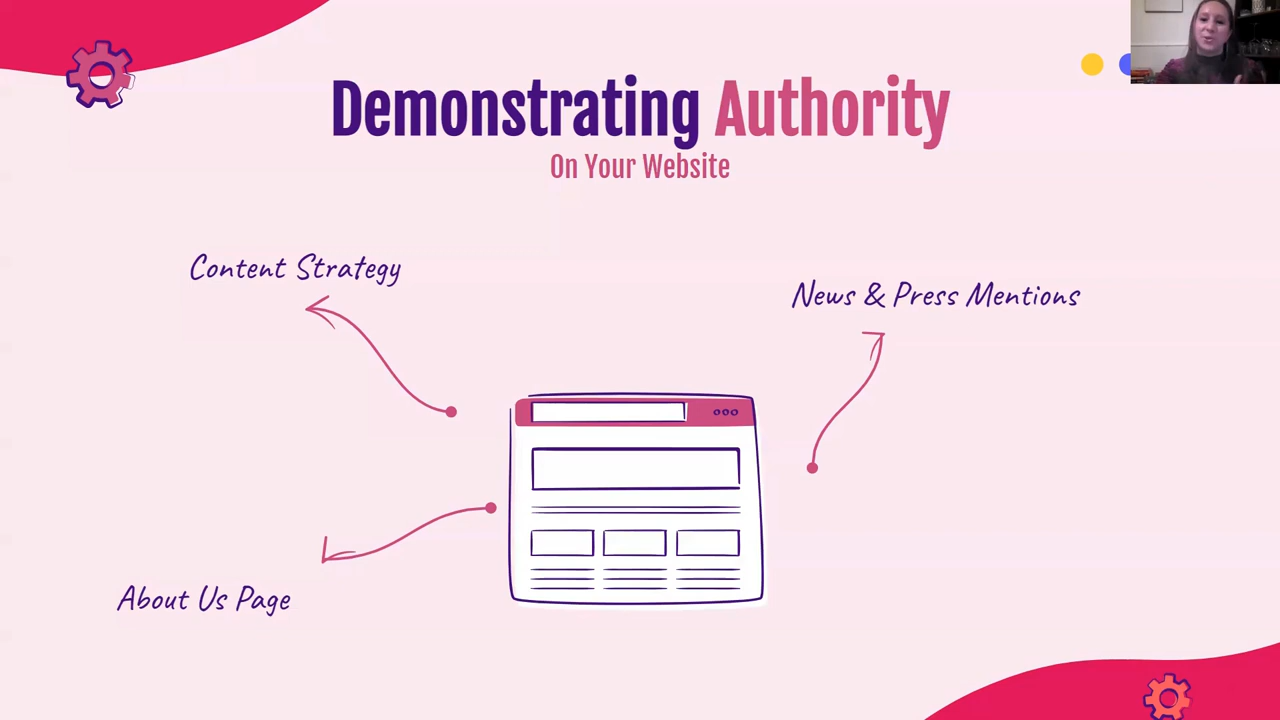 Demonstrating Authority
On Your Website
Content Strategy
News & Press Mentions
About Us Page